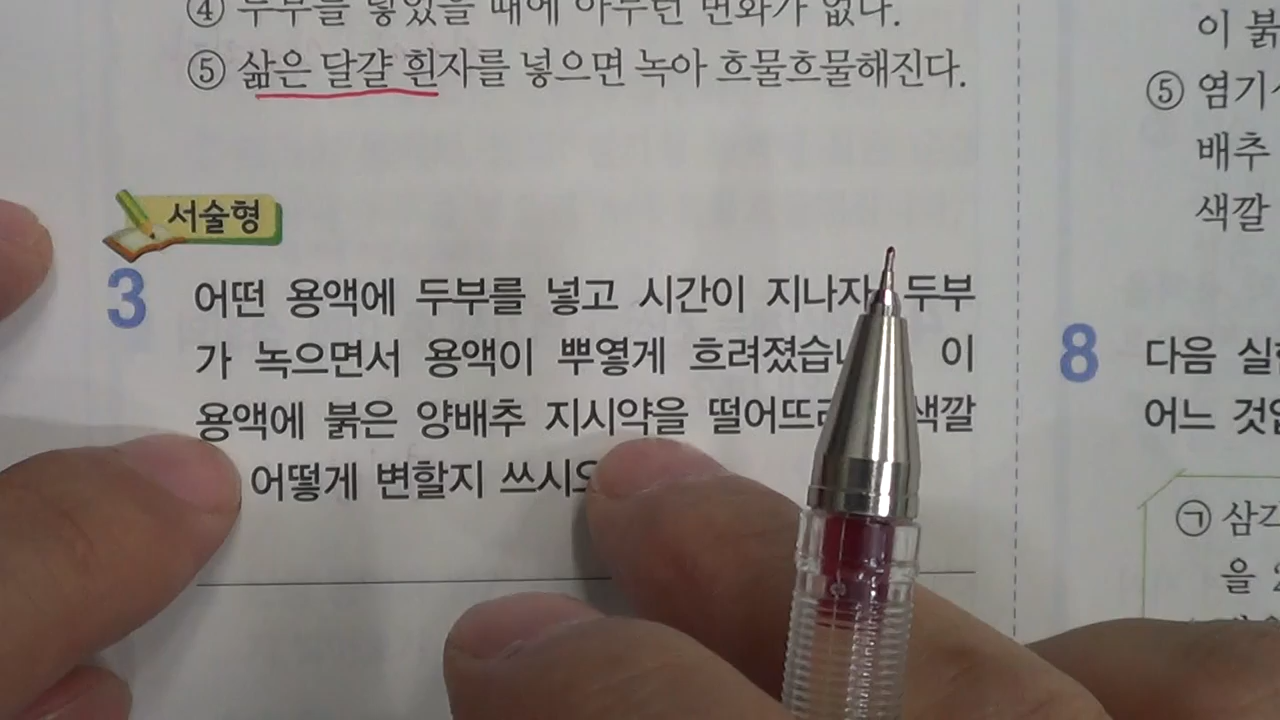 ④ 두부를 넣었을 때에 아무런 변화가 없다.
⑤ 삶은 달걀 흰자를 넣으면 녹아 흐물흐물해진다.
서술형
3 어떤 용액에 두부를 넣고 시간이 지나자 두부
가 녹으면서 용액이 뿌옇게 흐려졌습니 이
용액에 붉은 양배추 지시약을 떨어뜨 색깔
어떻게 변할지 쓰시오
이 붉
⑤ 염기
배추
색깔
8 다음 실
어느 것
㉠ 삼각
을